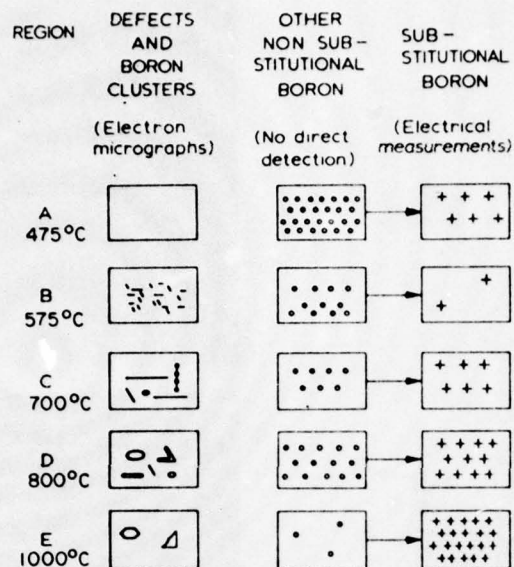 REGION
DEFECTS
AND
BORON
CLUSTERS
(Electron
micrographs)
OTHER
NON SUB-
STITUTIONAL
BORON
(No direct
detection)
SUB-
STITUTIONAL
BORON
(Electrical
measurements)
A
475°C
B
575°C
C
700°C
D
800°C
E
1000°C